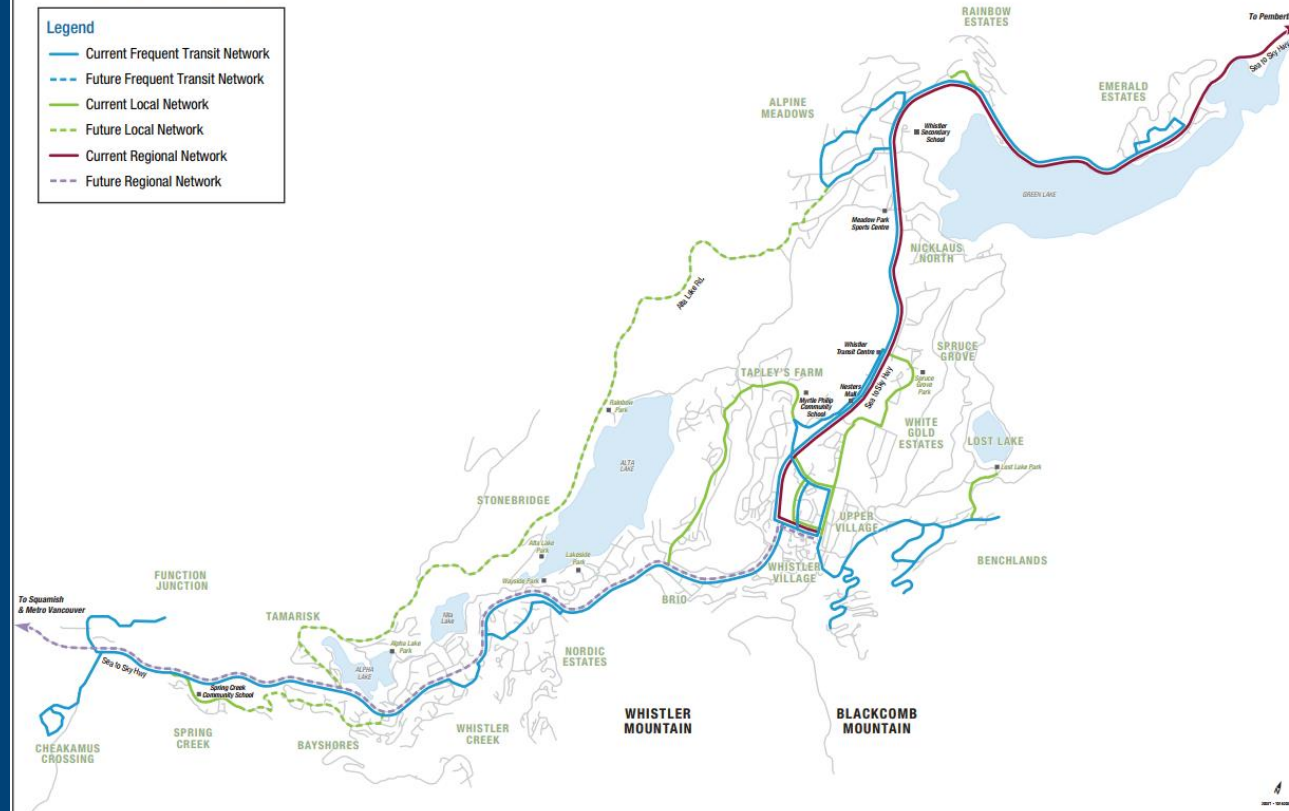 Legend
Current Frequent Transit Network
Future Frequent Transit Network
Current Local Network
Future Local Network
Current Regional Network
Future Regional Network
RAINBOW
ESTATES
To Pembert
Sea to Sky Hwy
EMERALD
ESTATES
ALPINE
MEADOWS
Whistler
Secondary
School
GREEN LAKE
Meadow Park
Sports Centre
NICKLAUS
NORTH
Alta Lake Rd.
Whistler
Transit Centre
SPRUCE
GROVE
TAPLEY'S FARM
Spruce
Grove
Park
Nesters
Mall
Sea to Sky Hwy
Myrtle Philip
Community
School
Rainbow
Park
WHITE
GOLD
ESTATES
LOST LAKE
Lost Lake Park
ALTA
LAKE
STONEBRIDGE
UPPER
VILLAGE
Alta Lake
Park
Lakeside
Park
Wayside Park
BENCHLANDS
WHISTLER
VILLAGE
FUNCTION
JUNCTION
BRIO
To Squamish
& Metro Vancouver
TAMARISK
Nita
Lake
Alpha Lake
Park
NORDIC
ESTATES
Sea to Sky Hwy
ALPHA
LAKE
Spring Creek
Community School
WHISTLER
MOUNTAIN
BLACKCOMB
MOUNTAIN
SPRING
CREEK
BAYSHORES
WHISTLER
CREEK
CHEAKAMUS
CROSSING